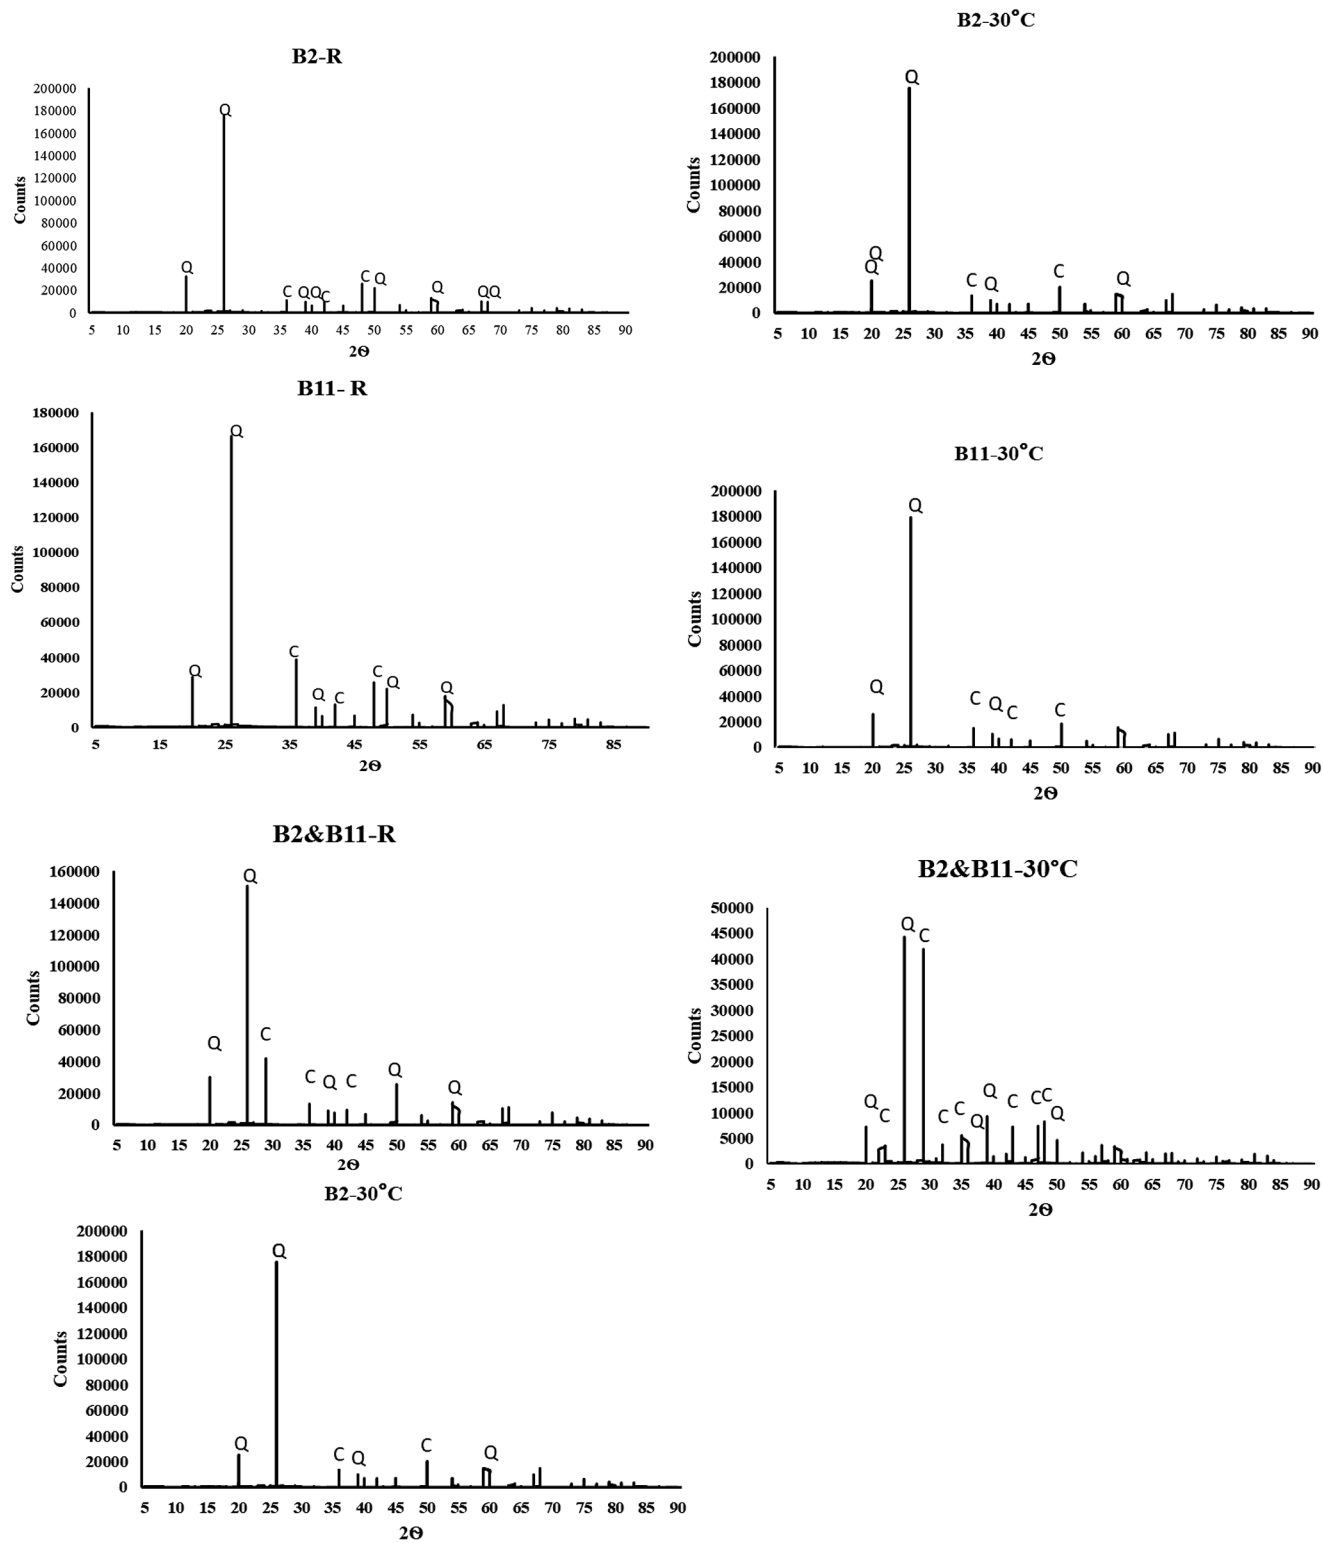 B2-R
200000
180000
160000
140000
120000
100000
80000
60000
40000
20000
0
Counts
Q
Q
C Q Q C C Q Q Q Q
5 10 15 20 25 30 35 40 45 50 55 60 65 70 75 80 85 90
2Θ
B2-30°C
200000
180000
160000
140000
120000
100000
80000
60000
40000
20000
0
Counts
Q
Q
Q
C Q C Q
5 10 15 20 25 30 35 40 45 50 55 60 65 70 75 80 85 90
2Θ
B11- R
180000
160000
140000
120000
100000
80000
60000
40000
20000
0
Counts
Q
Q C Q C C Q Q
5 15 25 35 45 55 65 75 85
2Θ
B11-30°C
200000
180000
160000
140000
120000
100000
80000
60000
40000
20000
0
Counts
Q
Q C Q C C
5 10 15 20 25 30 35 40 45 50 55 60 65 70 75 80 85 90
2Θ
B2&B11-R
160000
140000
120000
100000
80000
60000
40000
20000
0
Counts
Q
Q C C Q C Q Q
5 10 15 20 25 30 35 40 45 50 55 60 65 70 75 80 85 90
2Θ
B2&B11-30°C
50000
45000
40000
35000
30000
25000
20000
15000
10000
5000
0
Counts
Q C
Q C C C Q Q C C C Q
5 10 15 20 25 30 35 40 45 50 55 60 65 70 75 80 85 90
2Θ
B2-30°C
200000
180000
160000
140000
120000
100000
80000
60000
40000
20000
0
Counts
Q
Q C Q C Q
5 10 15 20 25 30 35 40 45 50 55 60 65 70 75 80 85 90
2Θ